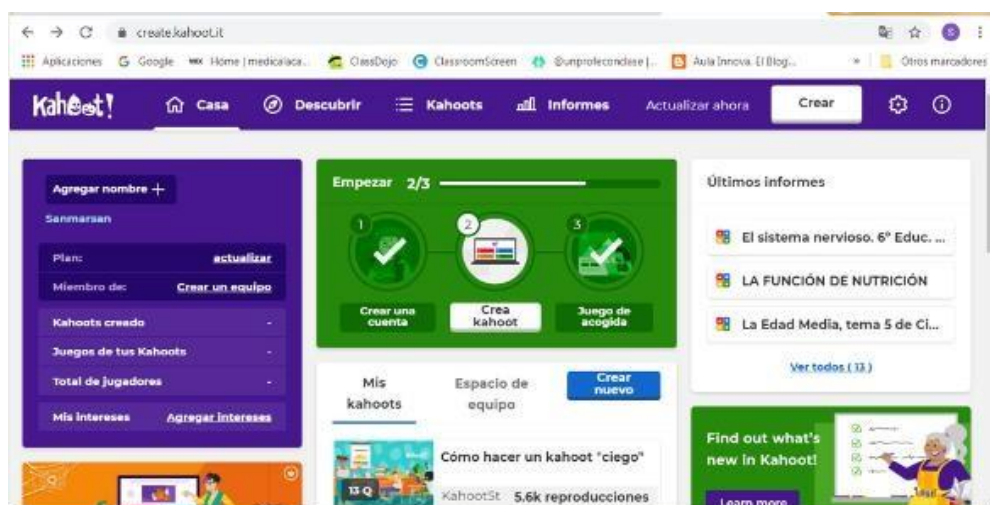 create.kahoot.it
Aplicaciones Google Home | medicalaca... ClassDojo ClassroomScreen @unprofeconclase |... Aula Innova. El Blog... » Otros marcadores
Kahoot! Casa Descubrir Kahoots Informes Actualizar ahora Crear
Agregar nombre +
Sanmarsan
Plan: actualizar
Miembro de: Crear un equipo
Kahoots creado -
Juegos de tus Kahoots -
Total de jugadores -
Mis intereses Agregar intereses
Empezar 2/3
1 2 3
Crear una cuenta
Crea kahoot
Juego de acogida
Mis kahoots
Espacio de equipo
Crear nuevo
13 Q
Cómo hacer un kahoot "ciego"
KahootSt 5.6k reproducciones
Últimos informes
El sistema nervioso. 6º Educ. ...
LA FUNCIÓN DE NUTRICIÓN
La Edad Media, tema 5 de Ci...
Ver todos ( 13 )
Find out what's
new in Kahoot!
Learn more